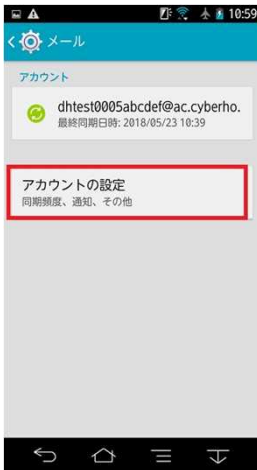 10:59
メール
アカウント
dhtest0005abcdef@ac.cyberho.
最終同期日時: 2018/05/23 10:39
アカウントの設定
同期頻度、通知、その他